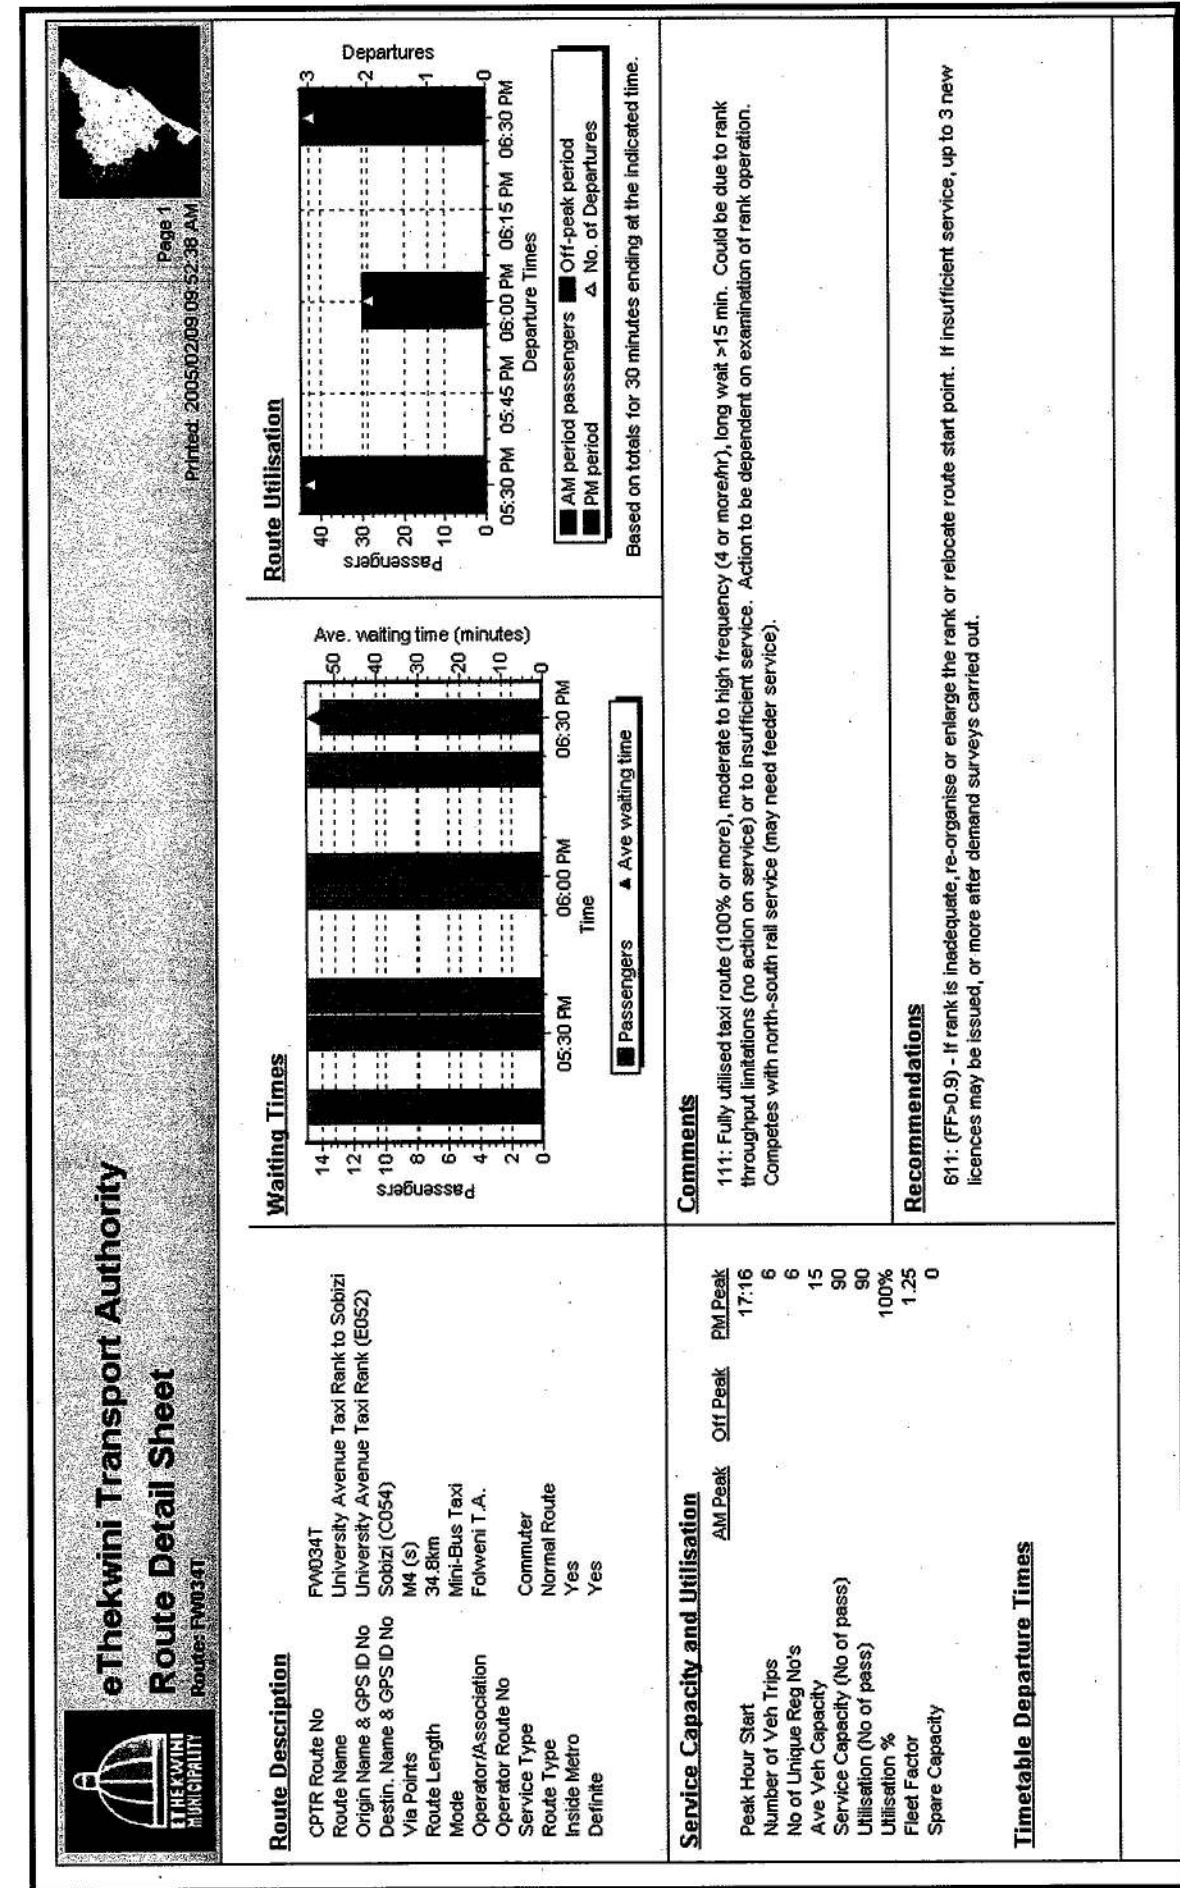 ETHEKWINI
MUNICIPALITY
eThekwini Transport Authority
Route Detail Sheet
Route: FW034T
Page 1
Printed: 2005/02/09 09:52:38 AM
Route Description
CPTR Route No FW034T
Route Name University Avenue Taxi Rank to Sobizi
Origin Name & GPS ID No University Avenue Taxi Rank (E052)
Destin. Name & GPS ID No Sobizi (C054)
Via Points M4 (s)
Route Length 34.8km
Mode Mini-Bus Taxi
Operator/Association Folweni T.A.
Operator Route No
Service Type Commuter
Route Type Normal Route
Inside Metro Yes
Definite Yes
Waiting Times
Passengers
14
12
10
8
6
4
2
0
Ave. waiting time (minutes)
50
40
30
20
10
0
05:30 PM 06:00 PM 06:30 PM
Time
Passengers Ave waiting time
Route Utilisation
Passengers
40
30
20
10
0
Departures
3
2
1
0
05:30 PM 05:45 PM 06:00 PM 06:15 PM 06:30 PM
Departure Times
AM period passengers Off-peak period
PM period No. of Departures
Based on totals for 30 minutes ending at the indicated time.
Service Capacity and Utilisation
AM Peak Off Peak PM Peak
Peak Hour Start 17:16
Number of Veh Trips 6
No of Unique Reg No's 6
Ave Veh Capacity 15
Service Capacity (No of pass) 90
Utilisation (No of pass) 90
Utilisation % 100%
Fleet Factor 1.25
Spare Capacity 0
Timetable Departure Times
Comments
111: Fully utilised taxi route (100% or more), moderate to high frequency (4 or more/hr), long wait >15 min. Could be due to rank
throughput limitations (no action on service) or to insufficient service. Action to be dependent on examination of rank operation.
Competes with north-south rail service (may need feeder service).
Recommendations
611: (FF>0.9) - If rank is inadequate, re-organise or enlarge the rank or relocate route start point. If insufficient service, up to 3 new
licences may be issued, or more after demand surveys carried out.